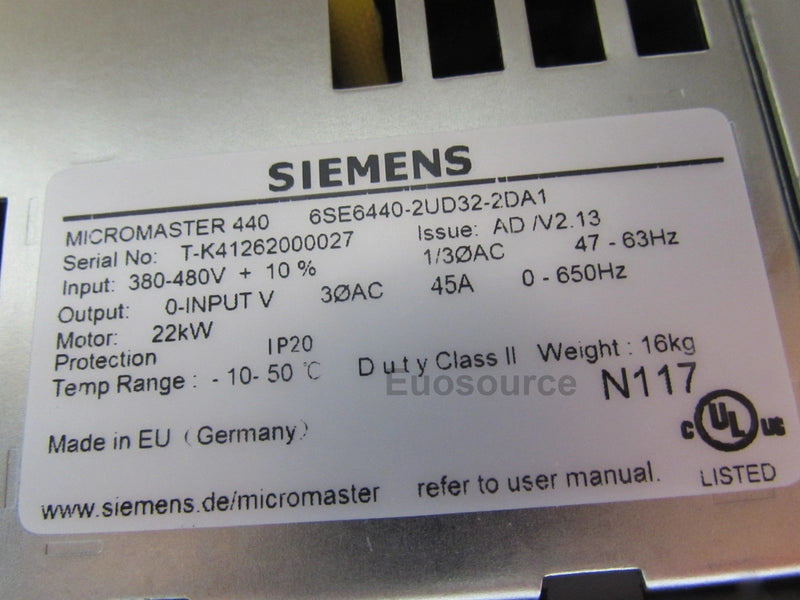 SIEMENS
MICROMASTER 440 6SE6440-2UD32-2DA1
Serial No: T-K41262000027 Issue: AD /V2.13
Input: 380-480V + 10 % 1/3ØAC 47 - 63Hz
Output: 0-INPUT V 3ØAC 45A 0 - 650Hz
Motor: 22kW
Protection IP20
Temp Range : - 10- 50 ℃ Duty Class II Weight : 16kg
Euosource
N117
Made in EU (Germany)
C UL US
LISTED
www.siemens.de/micromaster refer to user manual.